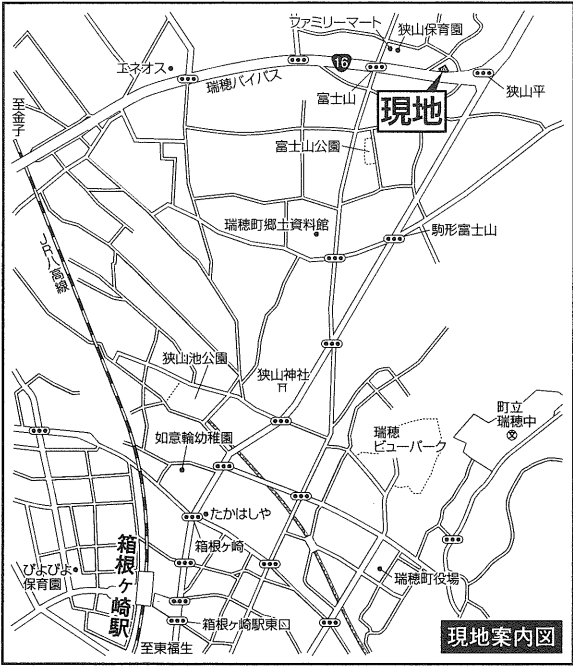 ファミリーマート
狭山保育園
エネオス
16
瑞穂バイパス
富士山
現地
狭山平
至金子
富士山公園
瑞穂町郷土資料館
駒形富士山
JR八高線
狭山池公園
狭山神社
町立
瑞穂中
如意輪幼稚園
瑞穂
ビューパーク
たかはしや
箱根ヶ崎
箱根ヶ崎駅
ぴよぴよ
保育園
瑞穂町役場
箱根ヶ崎駅東口
至東福生
現地案内図